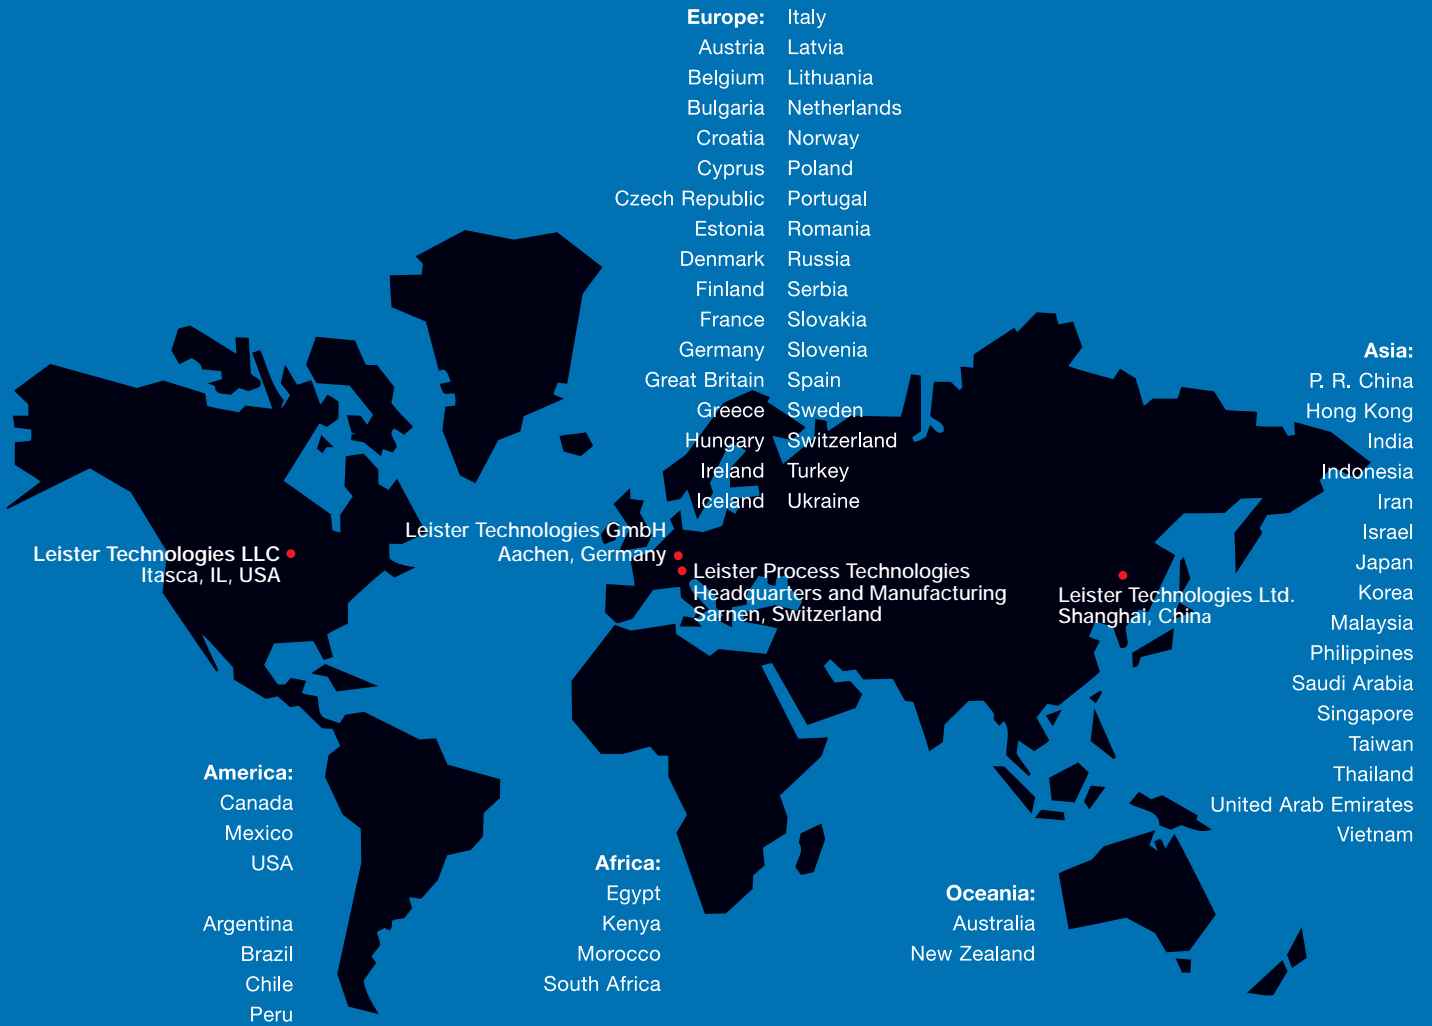 Europe:
Austria
Belgium
Bulgaria
Croatia
Cyprus
Czech Republic
Estonia
Denmark
Finland
France
Germany
Great Britain
Greece
Hungary
Ireland
Iceland
Italy
Latvia
Lithuania
Netherlands
Norway
Poland
Portugal
Romania
Russia
Serbia
Slovakia
Slovenia
Spain
Sweden
Switzerland
Turkey
Ukraine
Asia:
P. R. China
Hong Kong
India
Indonesia
Iran
Israel
Japan
Korea
Malaysia
Philippines
Saudi Arabia
Singapore
Taiwan
Thailand
United Arab Emirates
Vietnam
Leister Technologies LLC
Itasca, IL, USA
Leister Technologies GmbH
Aachen, Germany
Leister Process Technologies
Headquarters and Manufacturing
Sarnen, Switzerland
Leister Technologies Ltd.
Shanghai, China
America:
Canada
Mexico
USA
Argentina
Brazil
Chile
Peru
Africa:
Egypt
Kenya
Morocco
South Africa
Oceania:
Australia
New Zealand